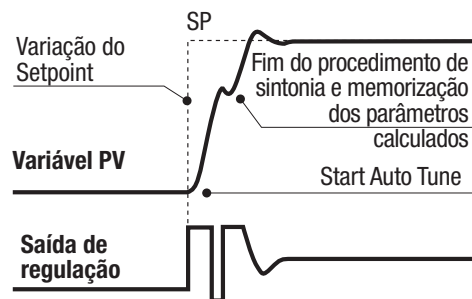 SP
Variação do
Setpoint
Fim do procedimento de
sintonia e memorização
dos parâmetros
calculados
Variável PV
Start Auto Tune
Saída de
regulação